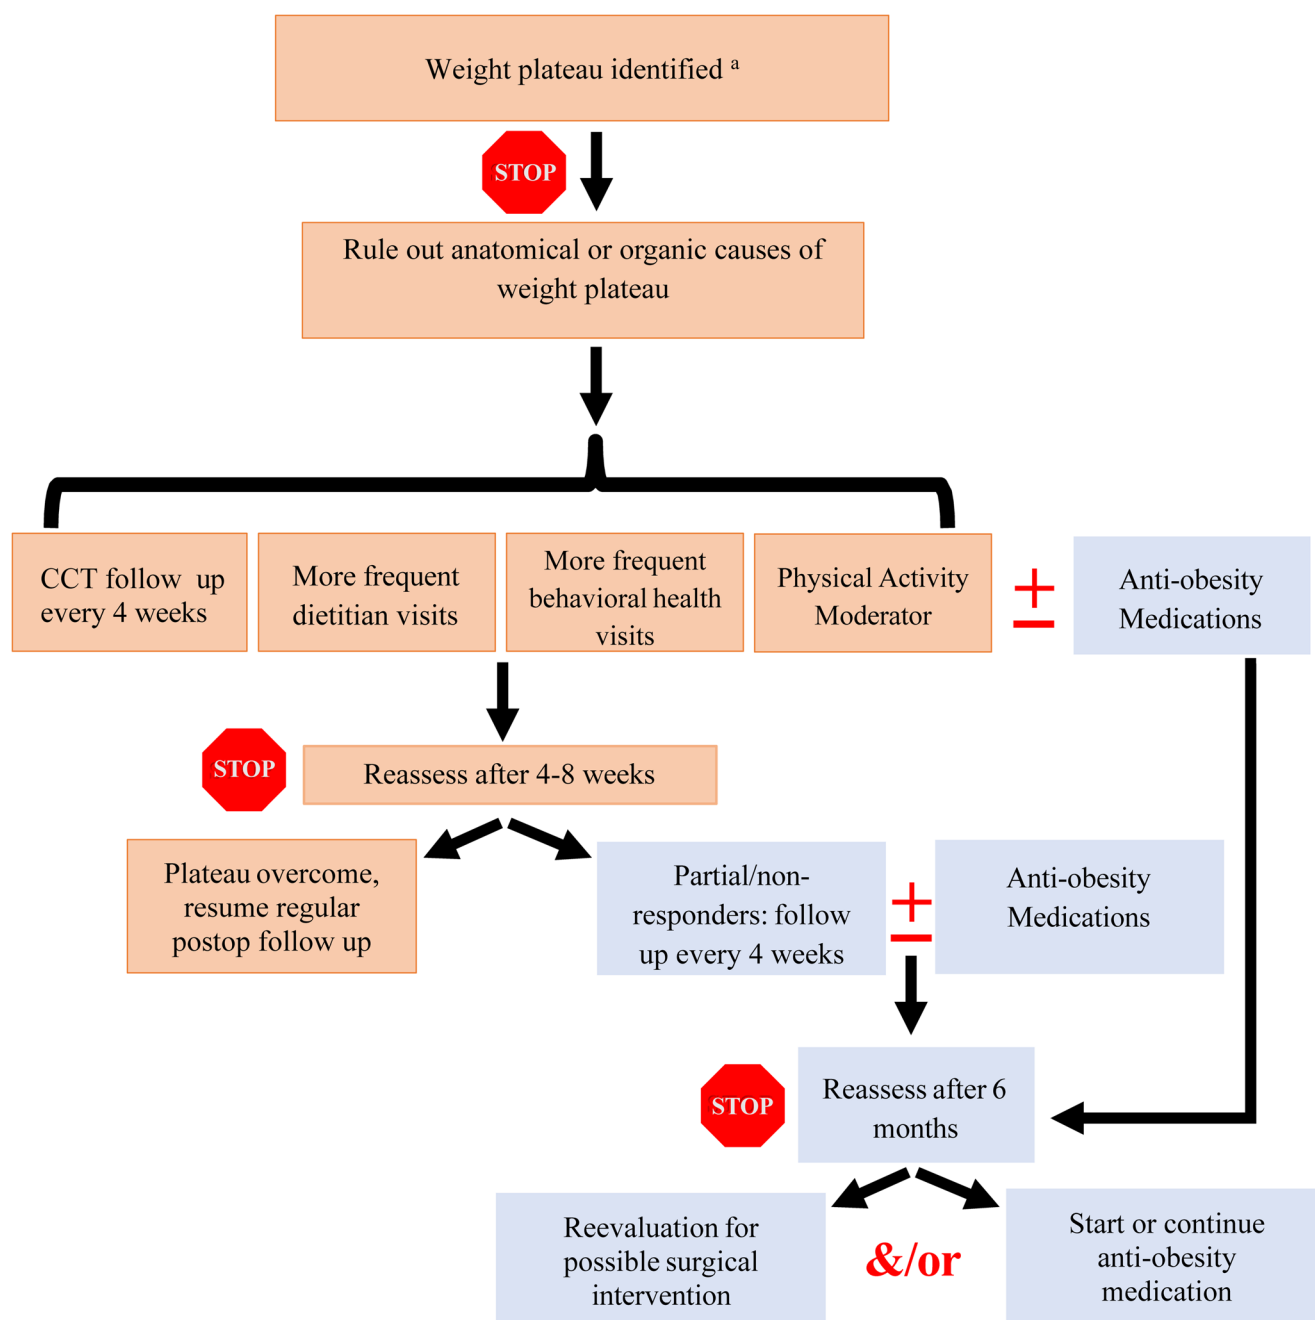 Weight plateau identified a
STOP
Rule out anatomical or organic causes of
weight plateau
CCT follow up
every 4 weeks
More frequent
dietitian visits
More frequent
behavioral health
visits
Physical Activity
Moderator
±
Anti-obesity
Medications
STOP
Reassess after 4-8 weeks
Plateau overcome,
resume regular
postop follow up
Partial/non-
responders: follow
up every 4 weeks
±
Anti-obesity
Medications
STOP
Reassess after 6
months
Reevaluation for
possible surgical
intervention
&/or
Start or continue
anti-obesity
medication